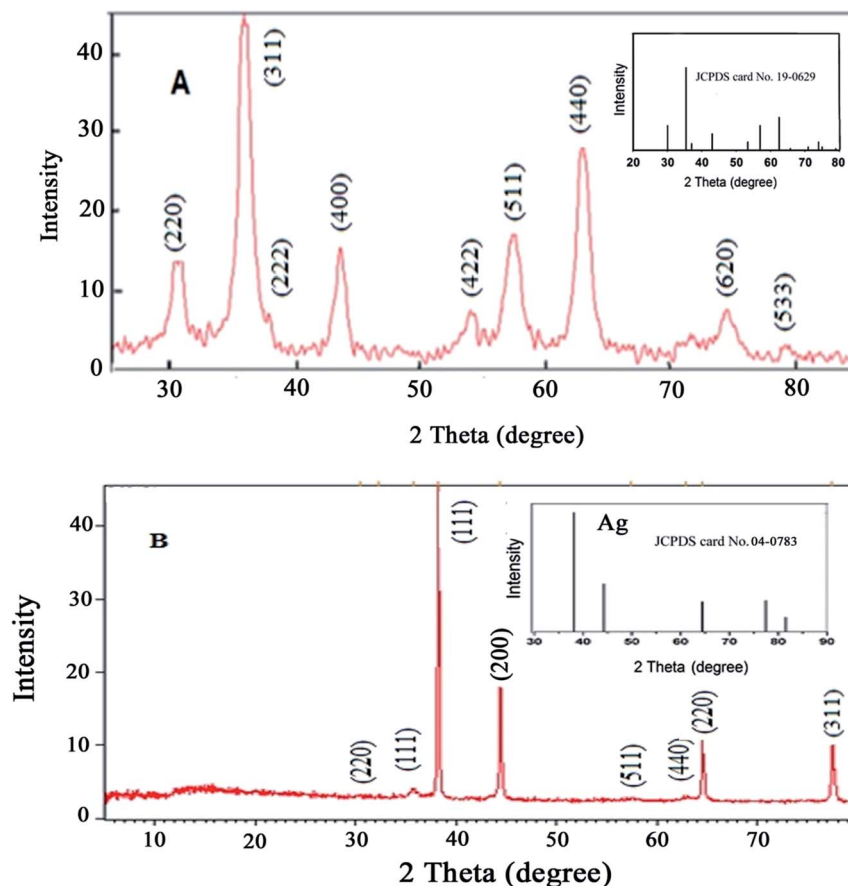 A
40
30
20
10
0
Intensity
(220)
(311)
(222)
(400)
(422)
(511)
(440)
(620)
(533)
30 40 50 60 70 80
2 Theta (degree)
JCPDS card No. 19-0629
Intensity
20 30 40 50 60 70 80
2 Theta (degree)
B
40
30
20
10
0
Intensity
(220)
(111)
(111)
(200)
(511)
(440)
(220)
(311)
10 20 30 40 50 60 70
2 Theta (degree)
Ag
JCPDS card No. 04-0783
Intensity
30 40 50 60 70 80 90
2 Theta (degree)